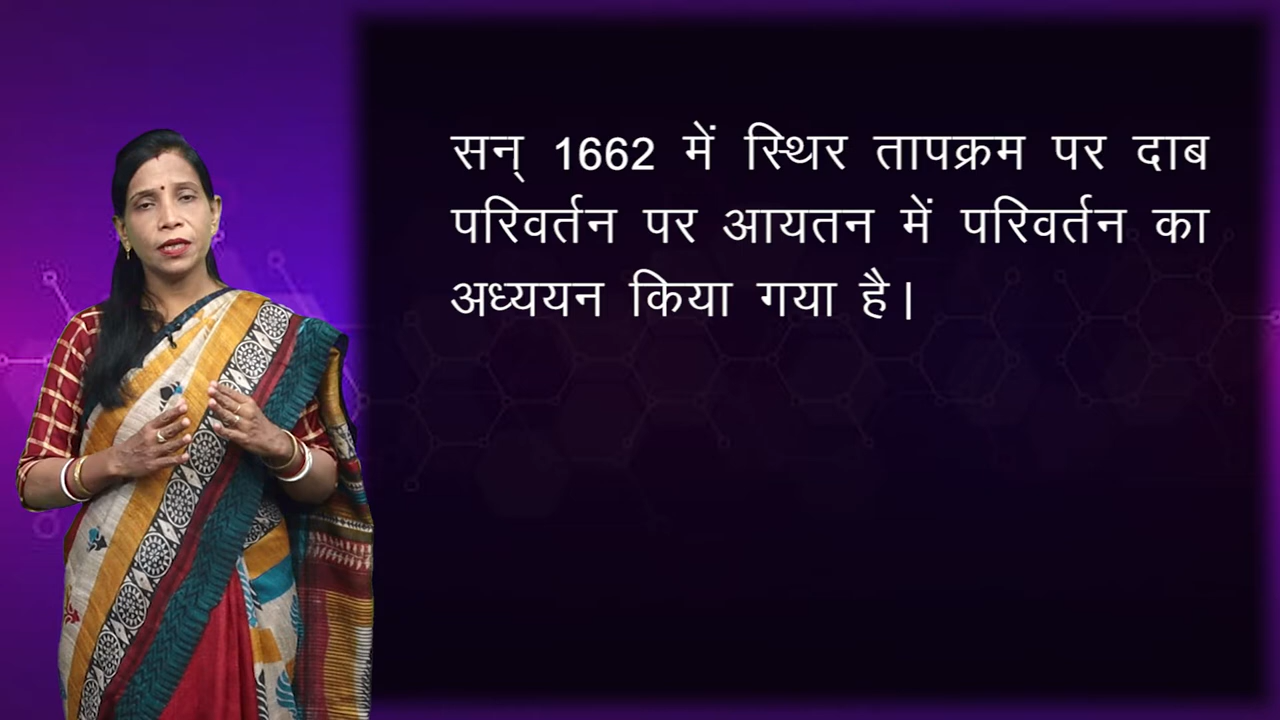 सन् 1662 में स्थिर तापक्रम पर दाब
परिवर्तन पर आयतन में परिवर्तन का
अध्ययन किया गया है।